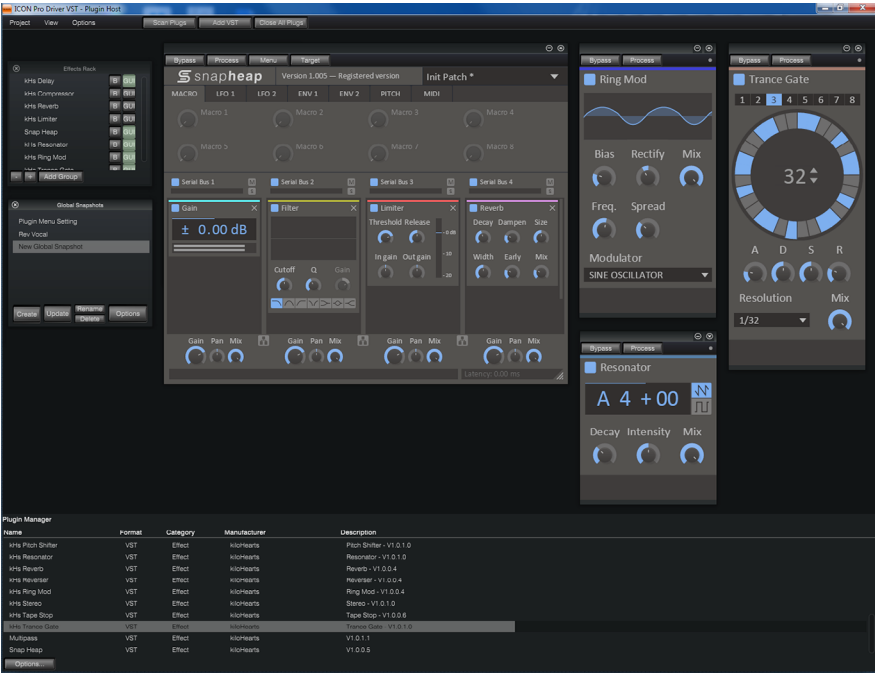 ICON Pro Driver VST - Plugin Host
Project View Options Scan Plugs Add VST Close All Plugs
Effects Rack
kHs Delay B GUI
kHs Compressor B GUI
kHs Reverb B GUI
kHs Limiter B GUI
Snap Heap B GUI
kHs Resonator B GUI
kHs Ring Mod B GUI
kHs Trance Gate B GUI
- + Add Group
Global Snapshots
Plugin Menu Setting
Rev Vocal
New Global Snapshot
Create Update Rename Delete Options
Bypass Process Menu Target
snapheap Version 1.005 — Registered version Init Patch *
MACRO LFO 1 LFO 2 ENV 1 ENV 2 PITCH MIDI
Macro 1 Macro 2 Macro 3 Macro 4
Macro 5 Macro 6 Macro 7 Macro 8
Serial Bus 1 M S Serial Bus 2 M S Serial Bus 3 M S Serial Bus 4 M S
Gain Filter Limiter Reverb
± 0.00 dB
Cutoff Q Gain
Threshold Release
In gain Out gain
-0 dB
-10
-20
Decay Dampen Size
Width Early Mix
Gain Pan Mix Gain Pan Mix Gain Pan Mix Gain Pan Mix
Latency: 0.00 ms
Bypass Process
Ring Mod
Bias Rectify Mix
Freq. Spread
Modulator
SINE OSCILLATOR
Bypass Process
Resonator
A 4 +00
Decay Intensity Mix
Bypass Process
Trance Gate
1 2 3 4 5 6 7 8
32
A D S R
Resolution Mix
1/32
Plugin Manager
Name Format Category Manufacturer Description
kHs Pitch Shifter VST Effect kiloHearts Pitch Shifter - V1.0.1.0
kHs Resonator VST Effect kiloHearts Resonator - V1.0.1.0
kHs Reverb VST Effect kiloHearts Reverb - V1.0.0.4
kHs Reverser VST Effect kiloHearts Reverser - V1.0.0.4
kHs Ring Mod VST Effect kiloHearts Ring Mod - V1.0.0.4
kHs Stereo VST Effect kiloHearts Stereo - V1.0.1.0
kHs Tape Stop VST Effect kiloHearts Tape Stop - V1.0.0.6
kHs Trance Gate VST Effect kiloHearts Trance Gate - V1.0.1.0
Multipass VST Effect kiloHearts V1.0.1.1
Snap Heap VST Effect kiloHearts V1.0.0.5
Options...